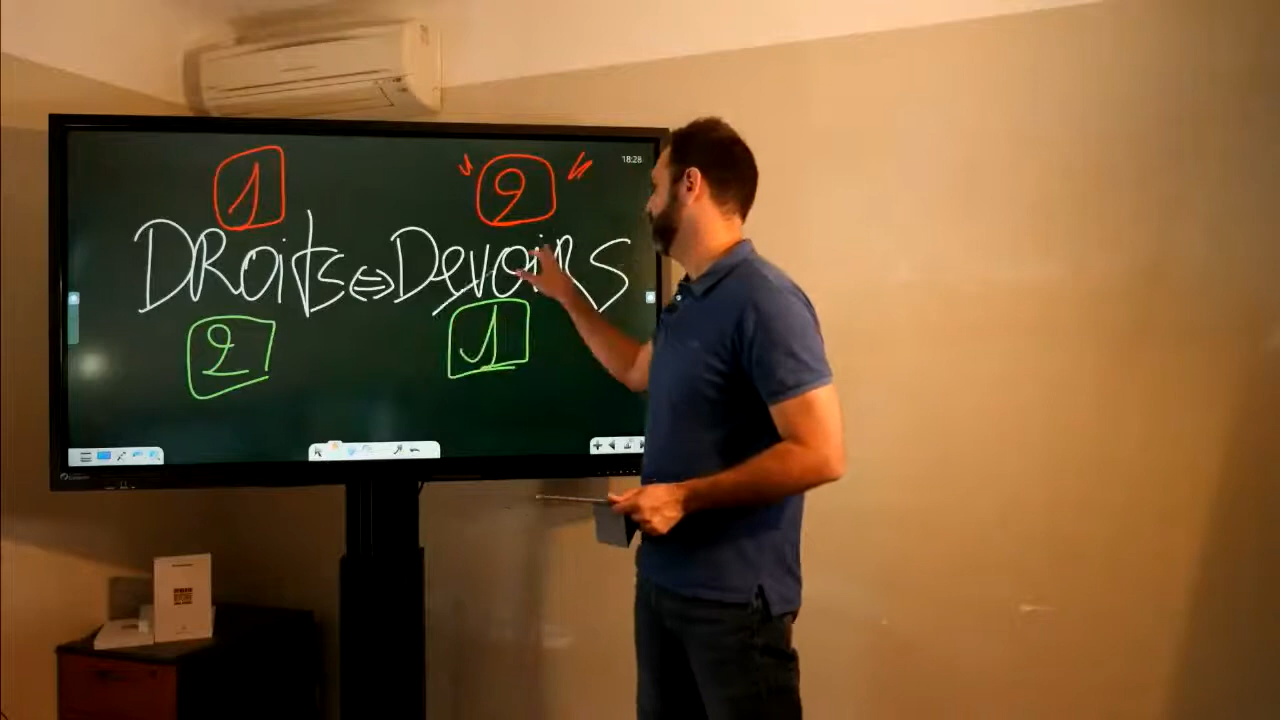 18:28
1 " 2 "
DRoits ⇔ DevoiRs
2 1